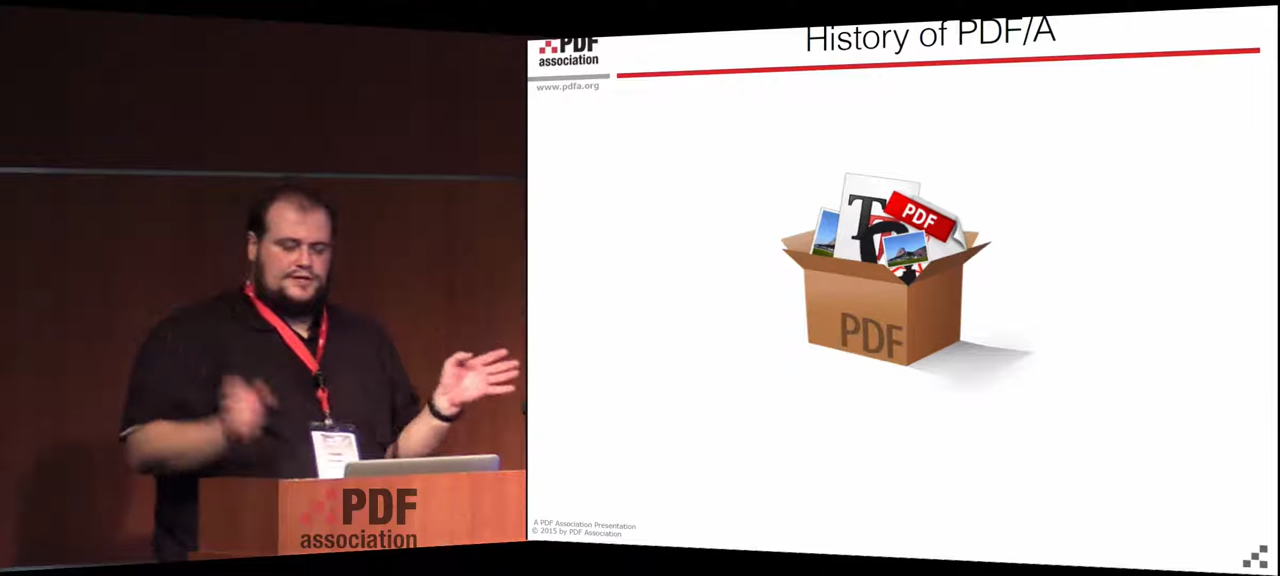 History of PDF/A
PDF
association
www.pdfa.org
PDF
T
PDF
PDF
association
A PDF Association Presentation
© 2015 by PDF Association